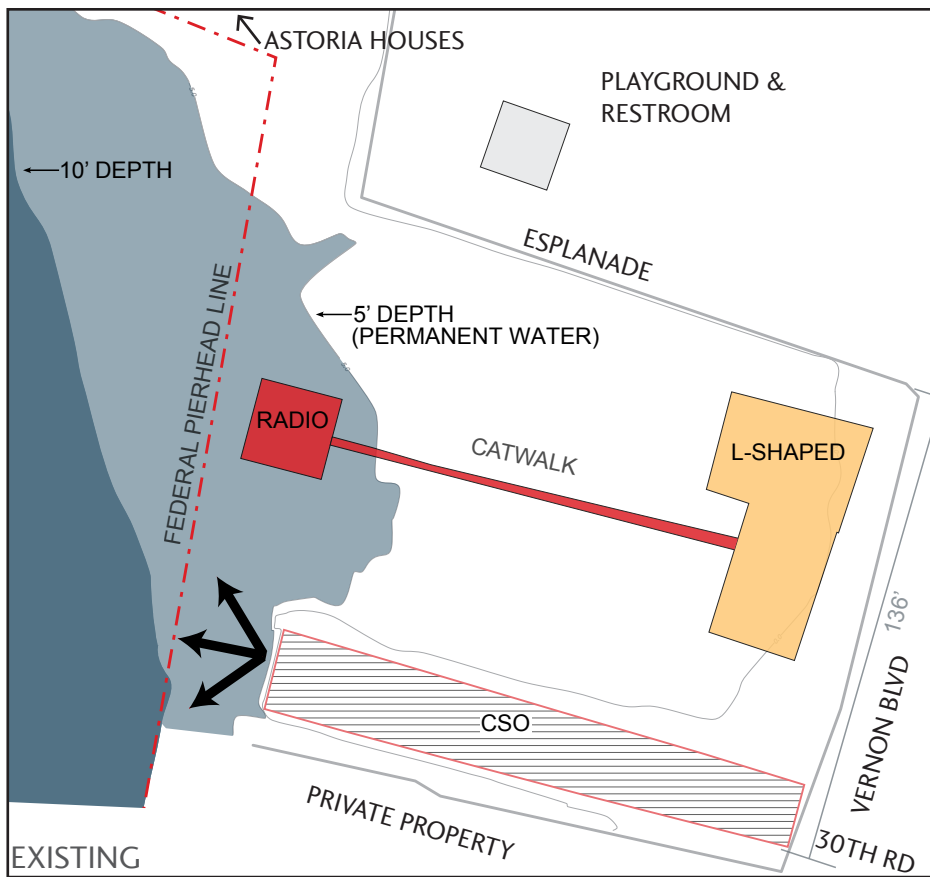 ASTORIA HOUSES
PLAYGROUND &
RESTROOM
10' DEPTH
ESPLANADE
FEDERAL PIERHEAD LINE
5' DEPTH
(PERMANENT WATER)
RADIO
CATWALK
L-SHAPED
136'
CSO
VERNON BLVD
PRIVATE PROPERTY
30TH RD
EXISTING